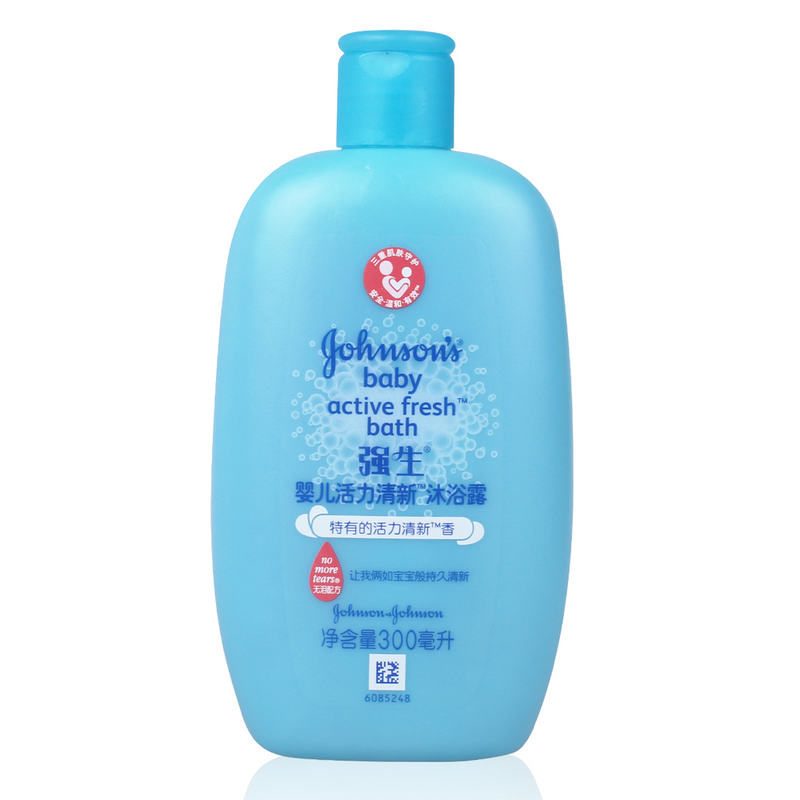 三重肌肤守护
安全·温和·有效™
Johnson's®
baby
active fresh™
bath
强生®
婴儿活力清新™沐浴露
特有的活力清新™香
no
more
tears®
无泪配方
让我俩如宝宝般持久清新
Johnson & Johnson
净含量300毫升
6085248